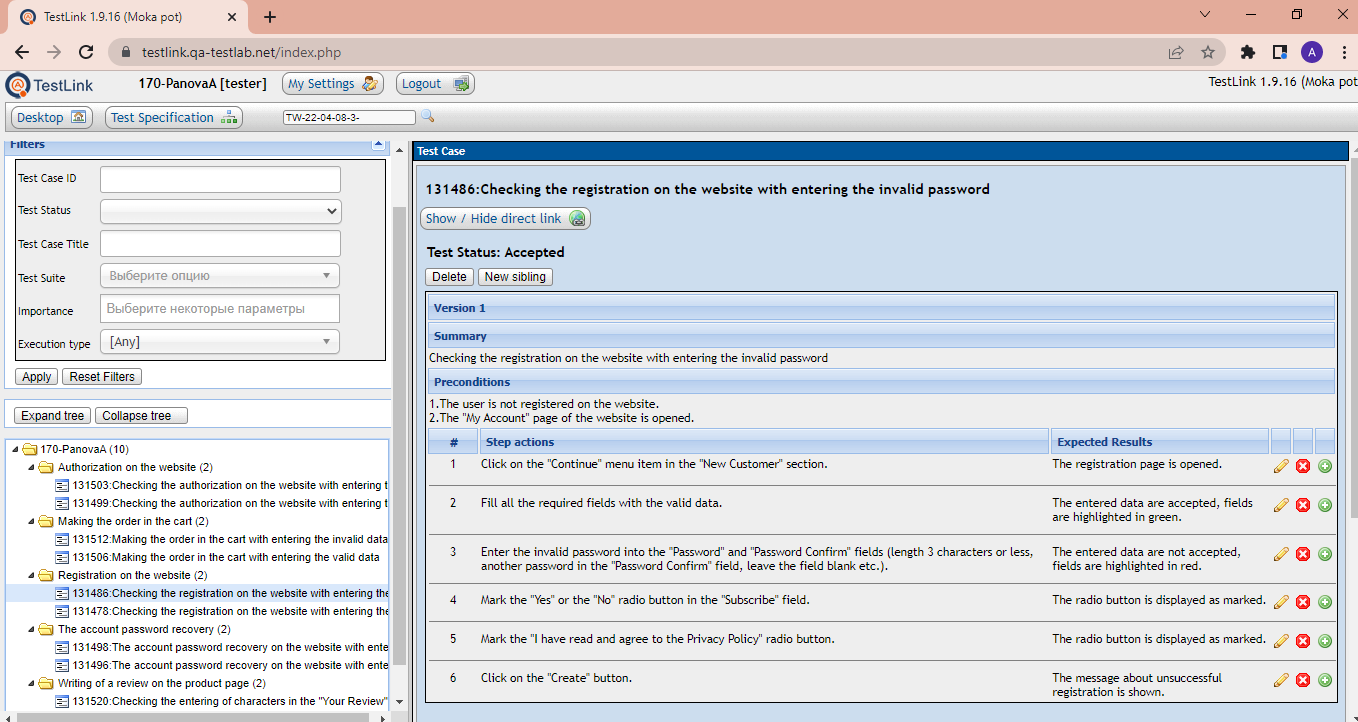 TestLink 1.9.16 (Moka pot)
testlink.qa-testlab.net/index.php
A
TestLink
170-PanovaA [tester]
My Settings
Logout
TestLink 1.9.16 (Moka pot
Desktop
Test Specification
TW-22-04-08-3-
Filters
Test Case ID
Test Status
Test Case Title
Test Suite
Выберите опцию
Importance
Выберите некоторые параметры
Execution type
[Any]
Apply
Reset Filters
Expand tree
Collapse tree
170-PanovaA (10)
Authorization on the website (2)
131503:Checking the authorization on the website with entering t
131499:Checking the authorization on the website with entering t
Making the order in the cart (2)
131512:Making the order in the cart with entering the invalid data
131506:Making the order in the cart with entering the valid data
Registration on the website (2)
131486:Checking the registration on the website with entering the
131478:Checking the registration on the website with entering the
The account password recovery (2)
131498:The account password recovery on the website with ente
131496:The account password recovery on the website with ente
Writing of a review on the product page (2)
131520:Checking the entering of characters in the "Your Review"
Test Case
131486:Checking the registration on the website with entering the invalid password
Show / Hide direct link
Test Status: Accepted
Delete
New sibling
Version 1
Summary
Checking the registration on the website with entering the invalid password
Preconditions
1.The user is not registered on the website.
2.The "My Account" page of the website is opened.
# Step actions Expected Results
1 Click on the "Continue" menu item in the "New Customer" section. The registration page is opened.
2 Fill all the required fields with the valid data. The entered data are accepted, fields
are highlighted in green.
3 Enter the invalid password into the "Password" and "Password Confirm" fields (length 3 characters or less, The entered data are not accepted,
another password in the "Password Confirm" field, leave the field blank etc.). fields are highlighted in red.
4 Mark the "Yes" or the "No" radio button in the "Subscribe" field. The radio button is displayed as marked.
5 Mark the "I have read and agree to the Privacy Policy" radio button. The radio button is displayed as marked.
6 Click on the "Create" button. The message about unsuccessful
registration is shown.